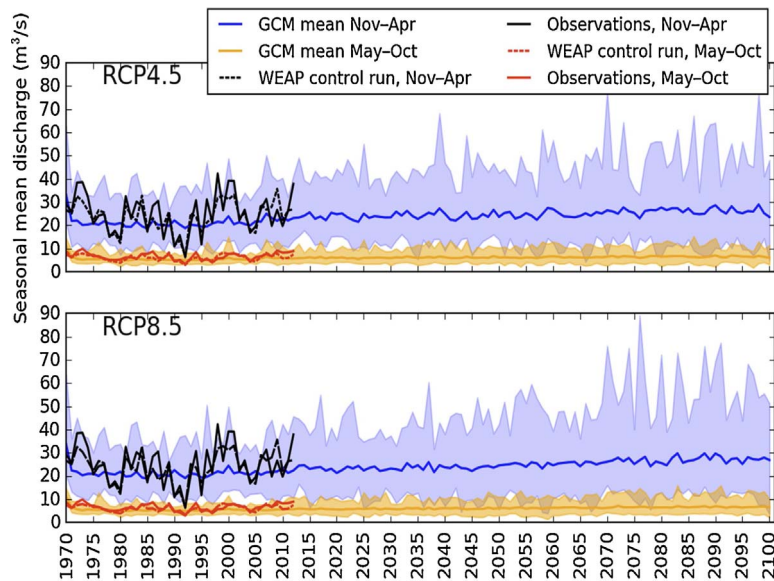 GCM mean Nov–Apr
GCM mean May–Oct
WEAP control run, Nov–Apr
Observations, Nov–Apr
WEAP control run, May–Oct
Observations, May–Oct
Seasonal mean discharge (m³/s)
RCP4.5
90
80
70
60
50
40
30
20
10
0
RCP8.5
90
80
70
60
50
40
30
20
10
0
1970 1975 1980 1985 1990 1995 2000 2005 2010 2015 2020 2025 2030 2035 2040 2045 2050 2055 2060 2065 2070 2075 2080 2085 2090 2095 2100